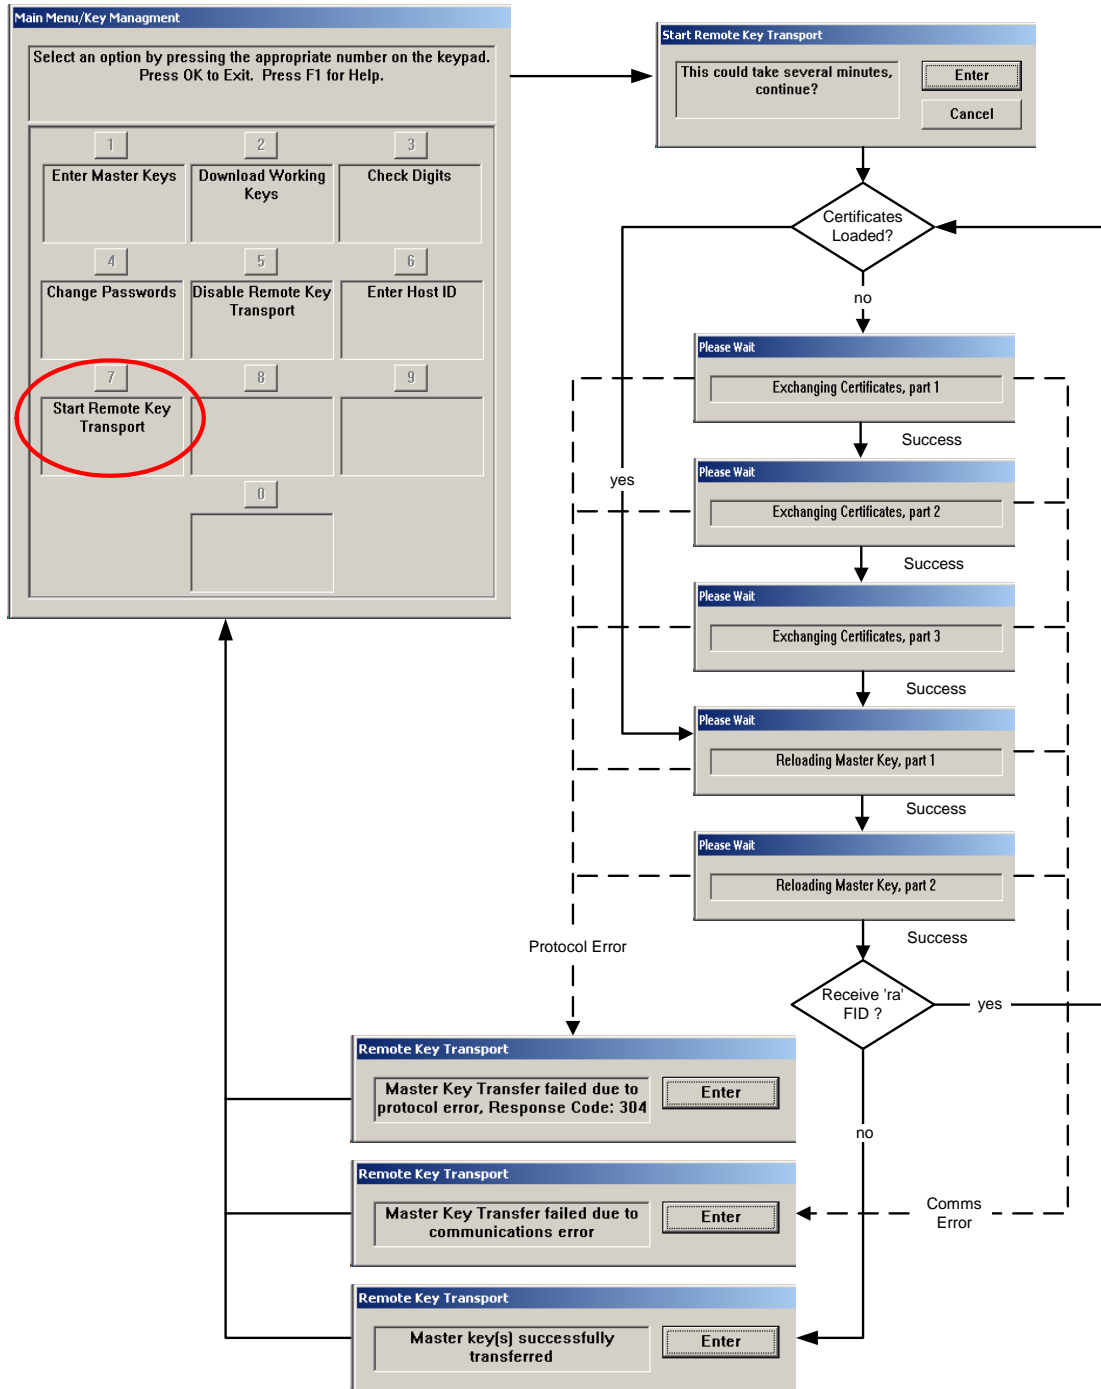 Main Menu/Key Managment
Select an option by pressing the appropriate number on the keypad.
Press OK to Exit.  Press F1 for Help.
1
2
3
Enter Master Keys
Download Working
Keys
Check Digits
4
5
6
Change Passwords
Disable Remote Key
Transport
Enter Host ID
7
8
9
Start Remote Key
Transport
0
Start Remote Key Transport
This could take several minutes,
continue?
Enter
Cancel
Certificates
Loaded?
no
yes
Please Wait
Exchanging Certificates, part 1
Success
Please Wait
Exchanging Certificates, part 2
Success
Please Wait
Exchanging Certificates, part 3
Success
Please Wait
Reloading Master Key, part 1
Success
Please Wait
Reloading Master Key, part 2
Success
Protocol Error
Receive 'ra'
FID ?
yes
no
Remote Key Transport
Master Key Transfer failed due to
protocol error, Response Code: 304
Enter
Remote Key Transport
Master Key Transfer failed due to
communications error
Enter
Comms
Error
Remote Key Transport
Master key(s) successfully
transferred
Enter